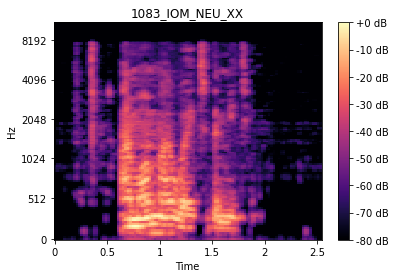 1083_IOM_NEU_XX
+0 dB
8192
-10 dB
4096
-20 dB
-30 dB
2048
Hz
-40 dB
1024
-50 dB
512
-60 dB
-70 dB
0
-80 dB
0 0.5 1 1.5 2 2.5
Time